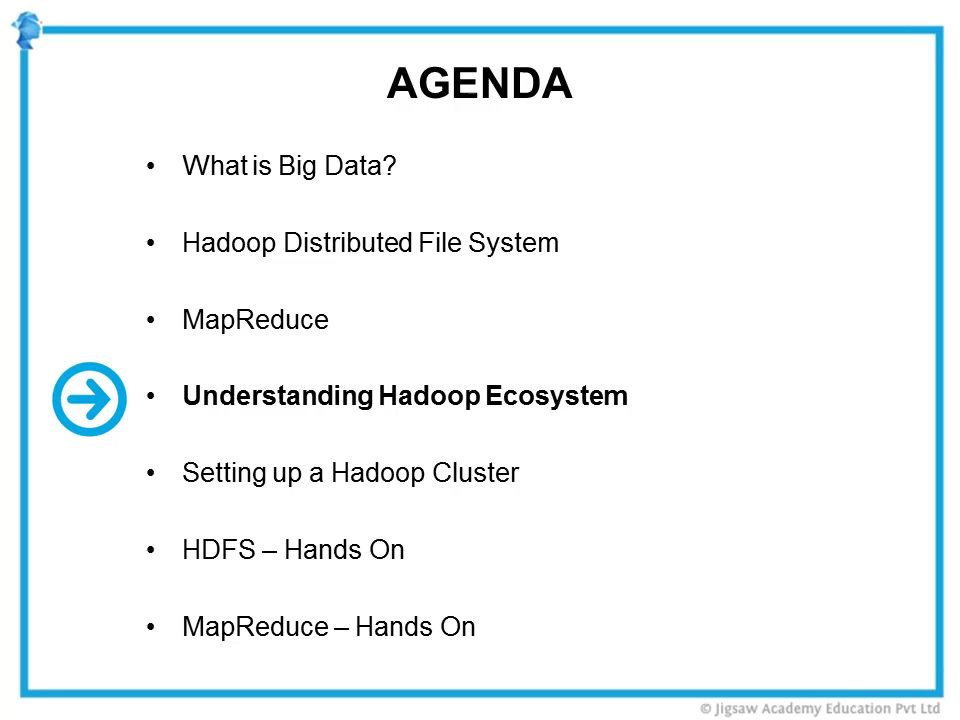 AGENDA
• What is Big Data?
• Hadoop Distributed File System
• MapReduce
• Understanding Hadoop Ecosystem
• Setting up a Hadoop Cluster
• HDFS – Hands On
• MapReduce – Hands On
© Jigsaw Academy Education Pvt Ltd